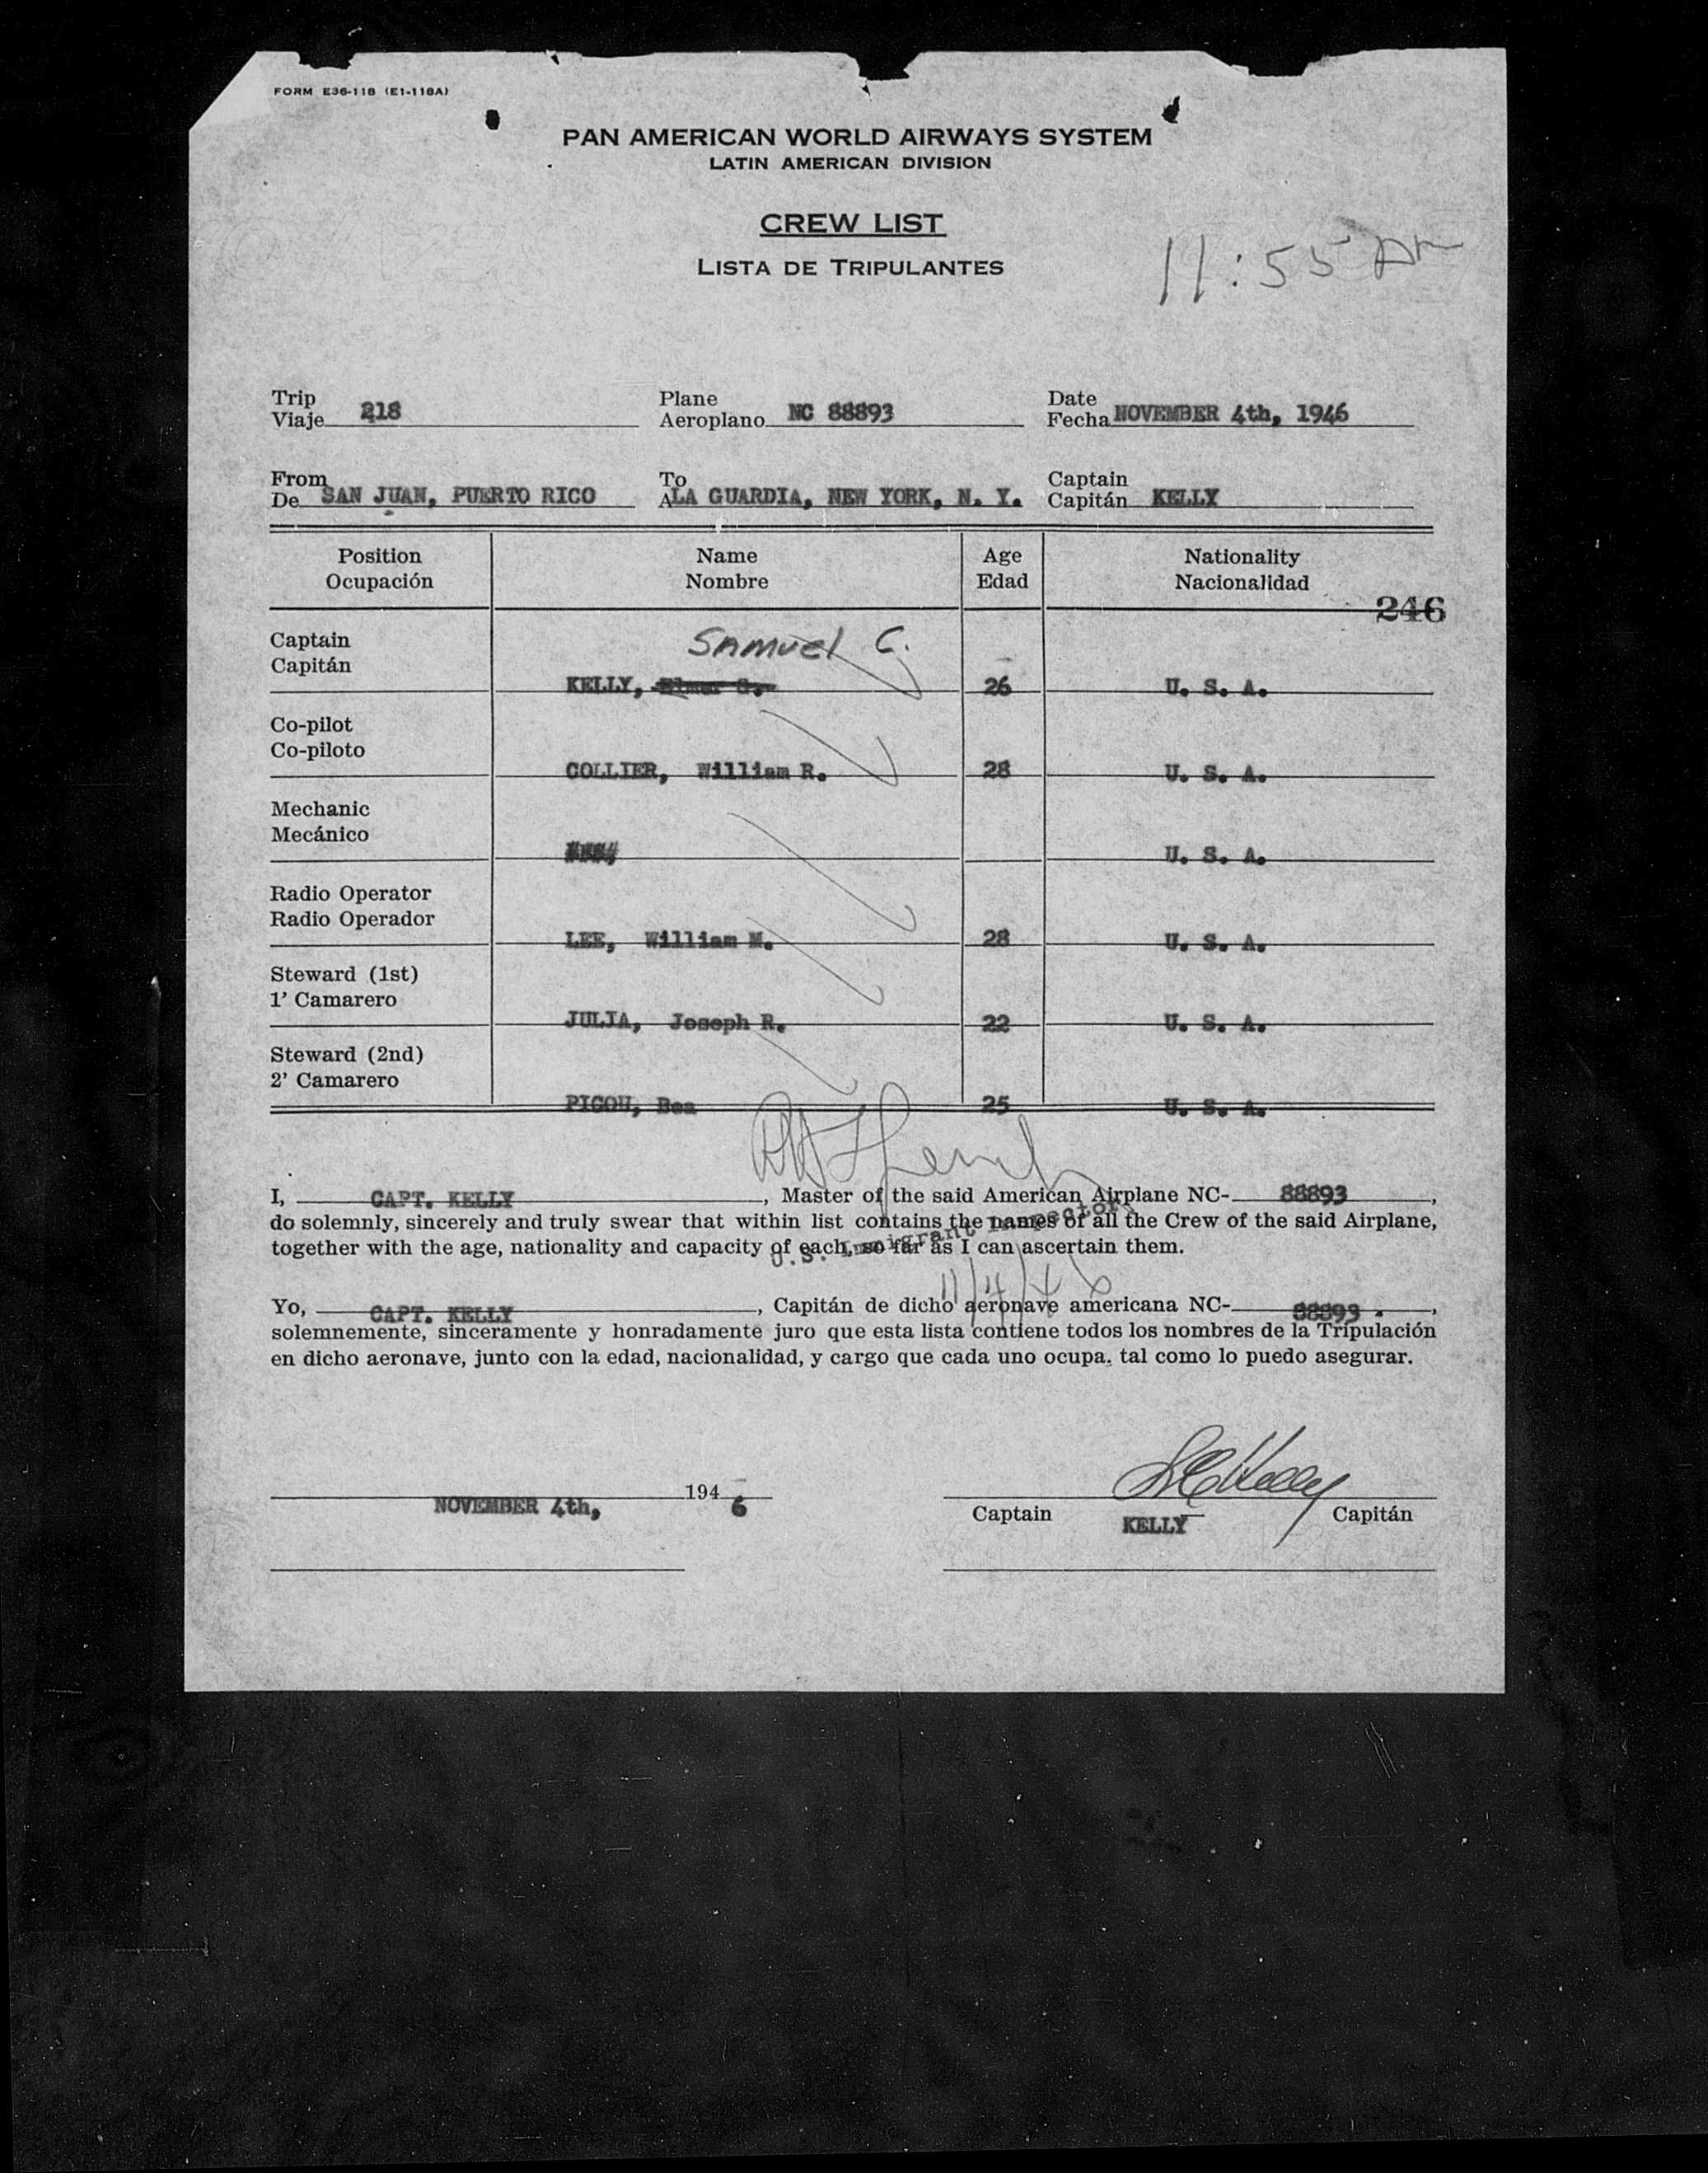 FORM E36-118 (E1-118A)
PAN AMERICAN WORLD AIRWAYS SYSTEM
LATIN AMERICAN DIVISION
CREW LIST
LISTA DE TRIPULANTES
11:55 AM
Trip
Viaje 218
Plane
Aeroplano NC 88893
Date
Fecha NOVEMBER 4th, 1946
From
De SAN JUAN, PUERTO RICO
To
A LA GUARDIA, NEW YORK, N. Y.
Captain
Capitán KELLY
Position Name Age Nationality
Ocupación Nombre Edad Nacionalidad
246
Captain
Capitán
Samuel C.
KELLY, 26 U. S. A.
Co-pilot
Co-piloto
COLLIER, William R. 28 U. S. A.
Mechanic
Mecánico
U. S. A.
Radio Operator
Radio Operador
LEE, William M. 28 U. S. A.
Steward (1st)
1' Camarero
JULIA, Joseph R. 22 U. S. A.
Steward (2nd)
2' Camarero
PICOU, Bea 25 U. S. A.
I, CAPT. KELLY, Master of the said American Airplane NC- 88893,
do solemnly, sincerely and truly swear that within list contains the names of all the Crew of the said Airplane,
together with the age, nationality and capacity of each, so far as I can ascertain them.
U.S. Immigrant Inspector
11/4/46
Yo, CAPT. KELLY, Capitán de dicho aeronave americana NC- 88893.,
solemnemente, sinceramente y honradamente juro que esta lista contiene todos los nombres de la Tripulación
en dicho aeronave, junto con la edad, nacionalidad, y cargo que cada uno ocupa, tal como lo puedo asegurar.
SCKelly
NOVEMBER 4th, 194 6
Captain KELLY Capitán